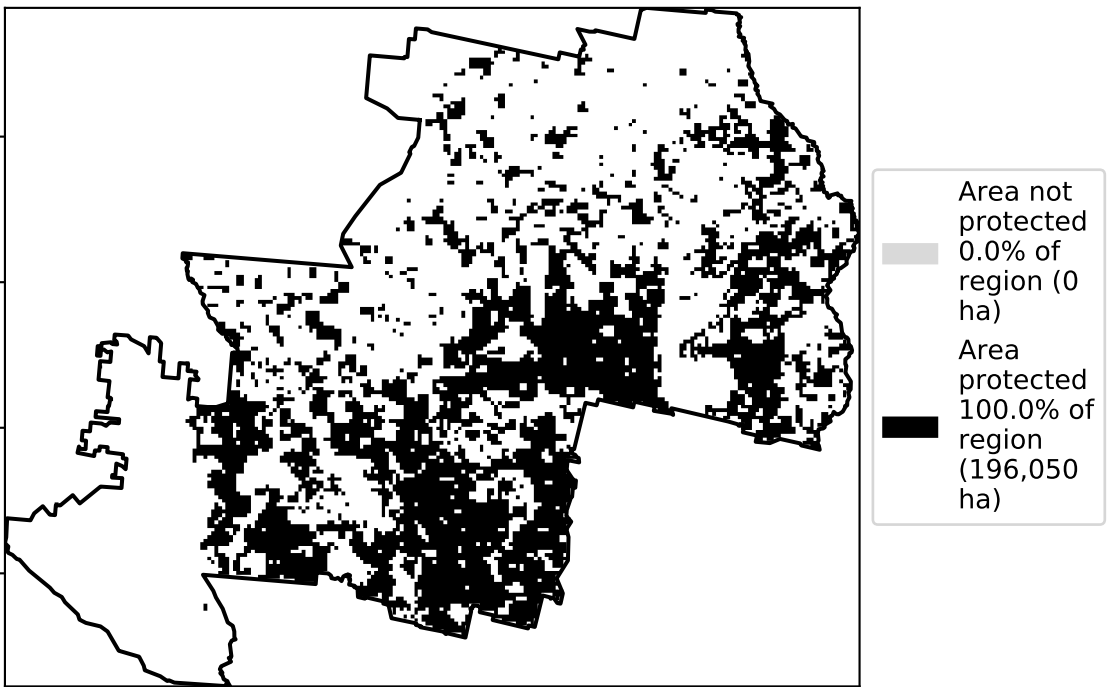 Area not
protected
0.0% of
region (0
ha)
Area
protected
100.0% of
region
(196,050
ha)